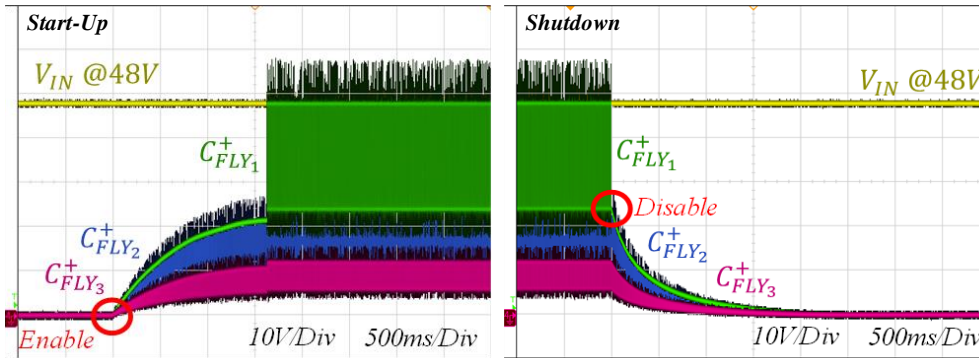 Start-Up
V_IN @48V
C^+_FLY1
C^+_FLY2
C^+_FLY3
Enable
10V/Div 500ms/Div
Shutdown
V_IN @48V
C^+_FLY1
Disable
C^+_FLY2
C^+_FLY3
10V/Div 500ms/Div